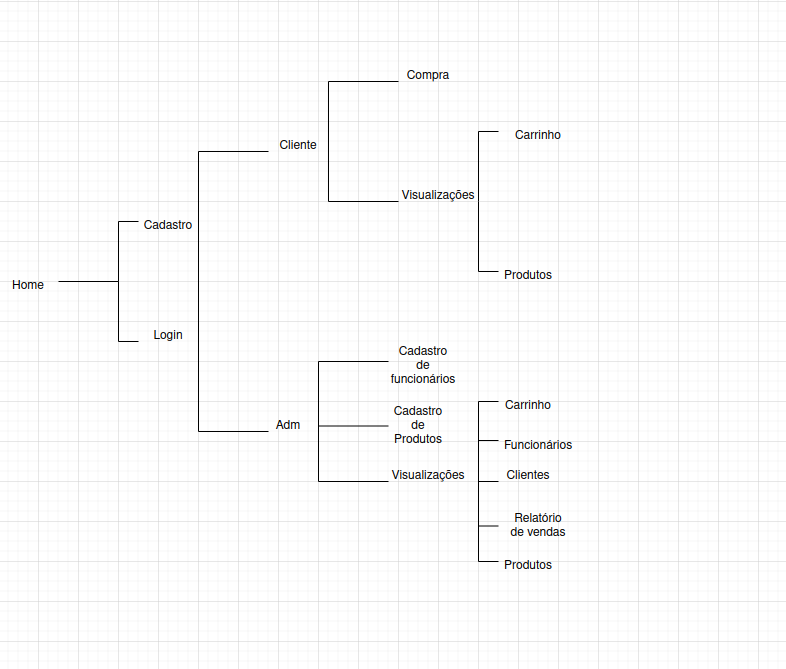 Compra
Carrinho
Cliente
Visualizações
Cadastro
Produtos
Home
Login
Cadastro
de
funcionários
Carrinho
Cadastro
de
Produtos
Adm
Funcionários
Visualizações
Clientes
Relatório
de vendas
Produtos